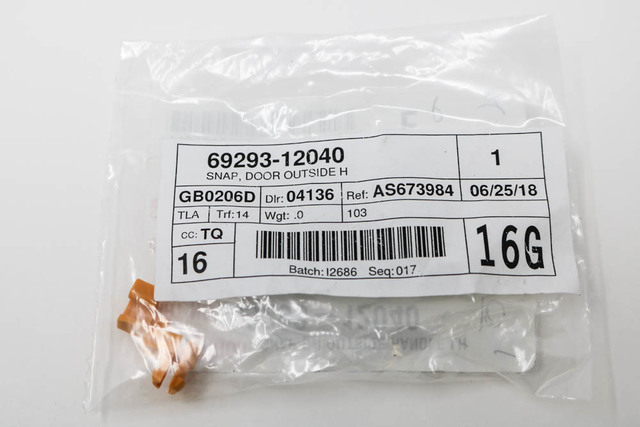 69293-12040 1
SNAP, DOOR OUTSIDE H
GB0206D Dlr: 04136 Ref: AS673984 06/25/18
TLA Trf: 14 Wgt: .0 103
CC: TQ
16 16G
Batch: I2686 Seq: 017
12040